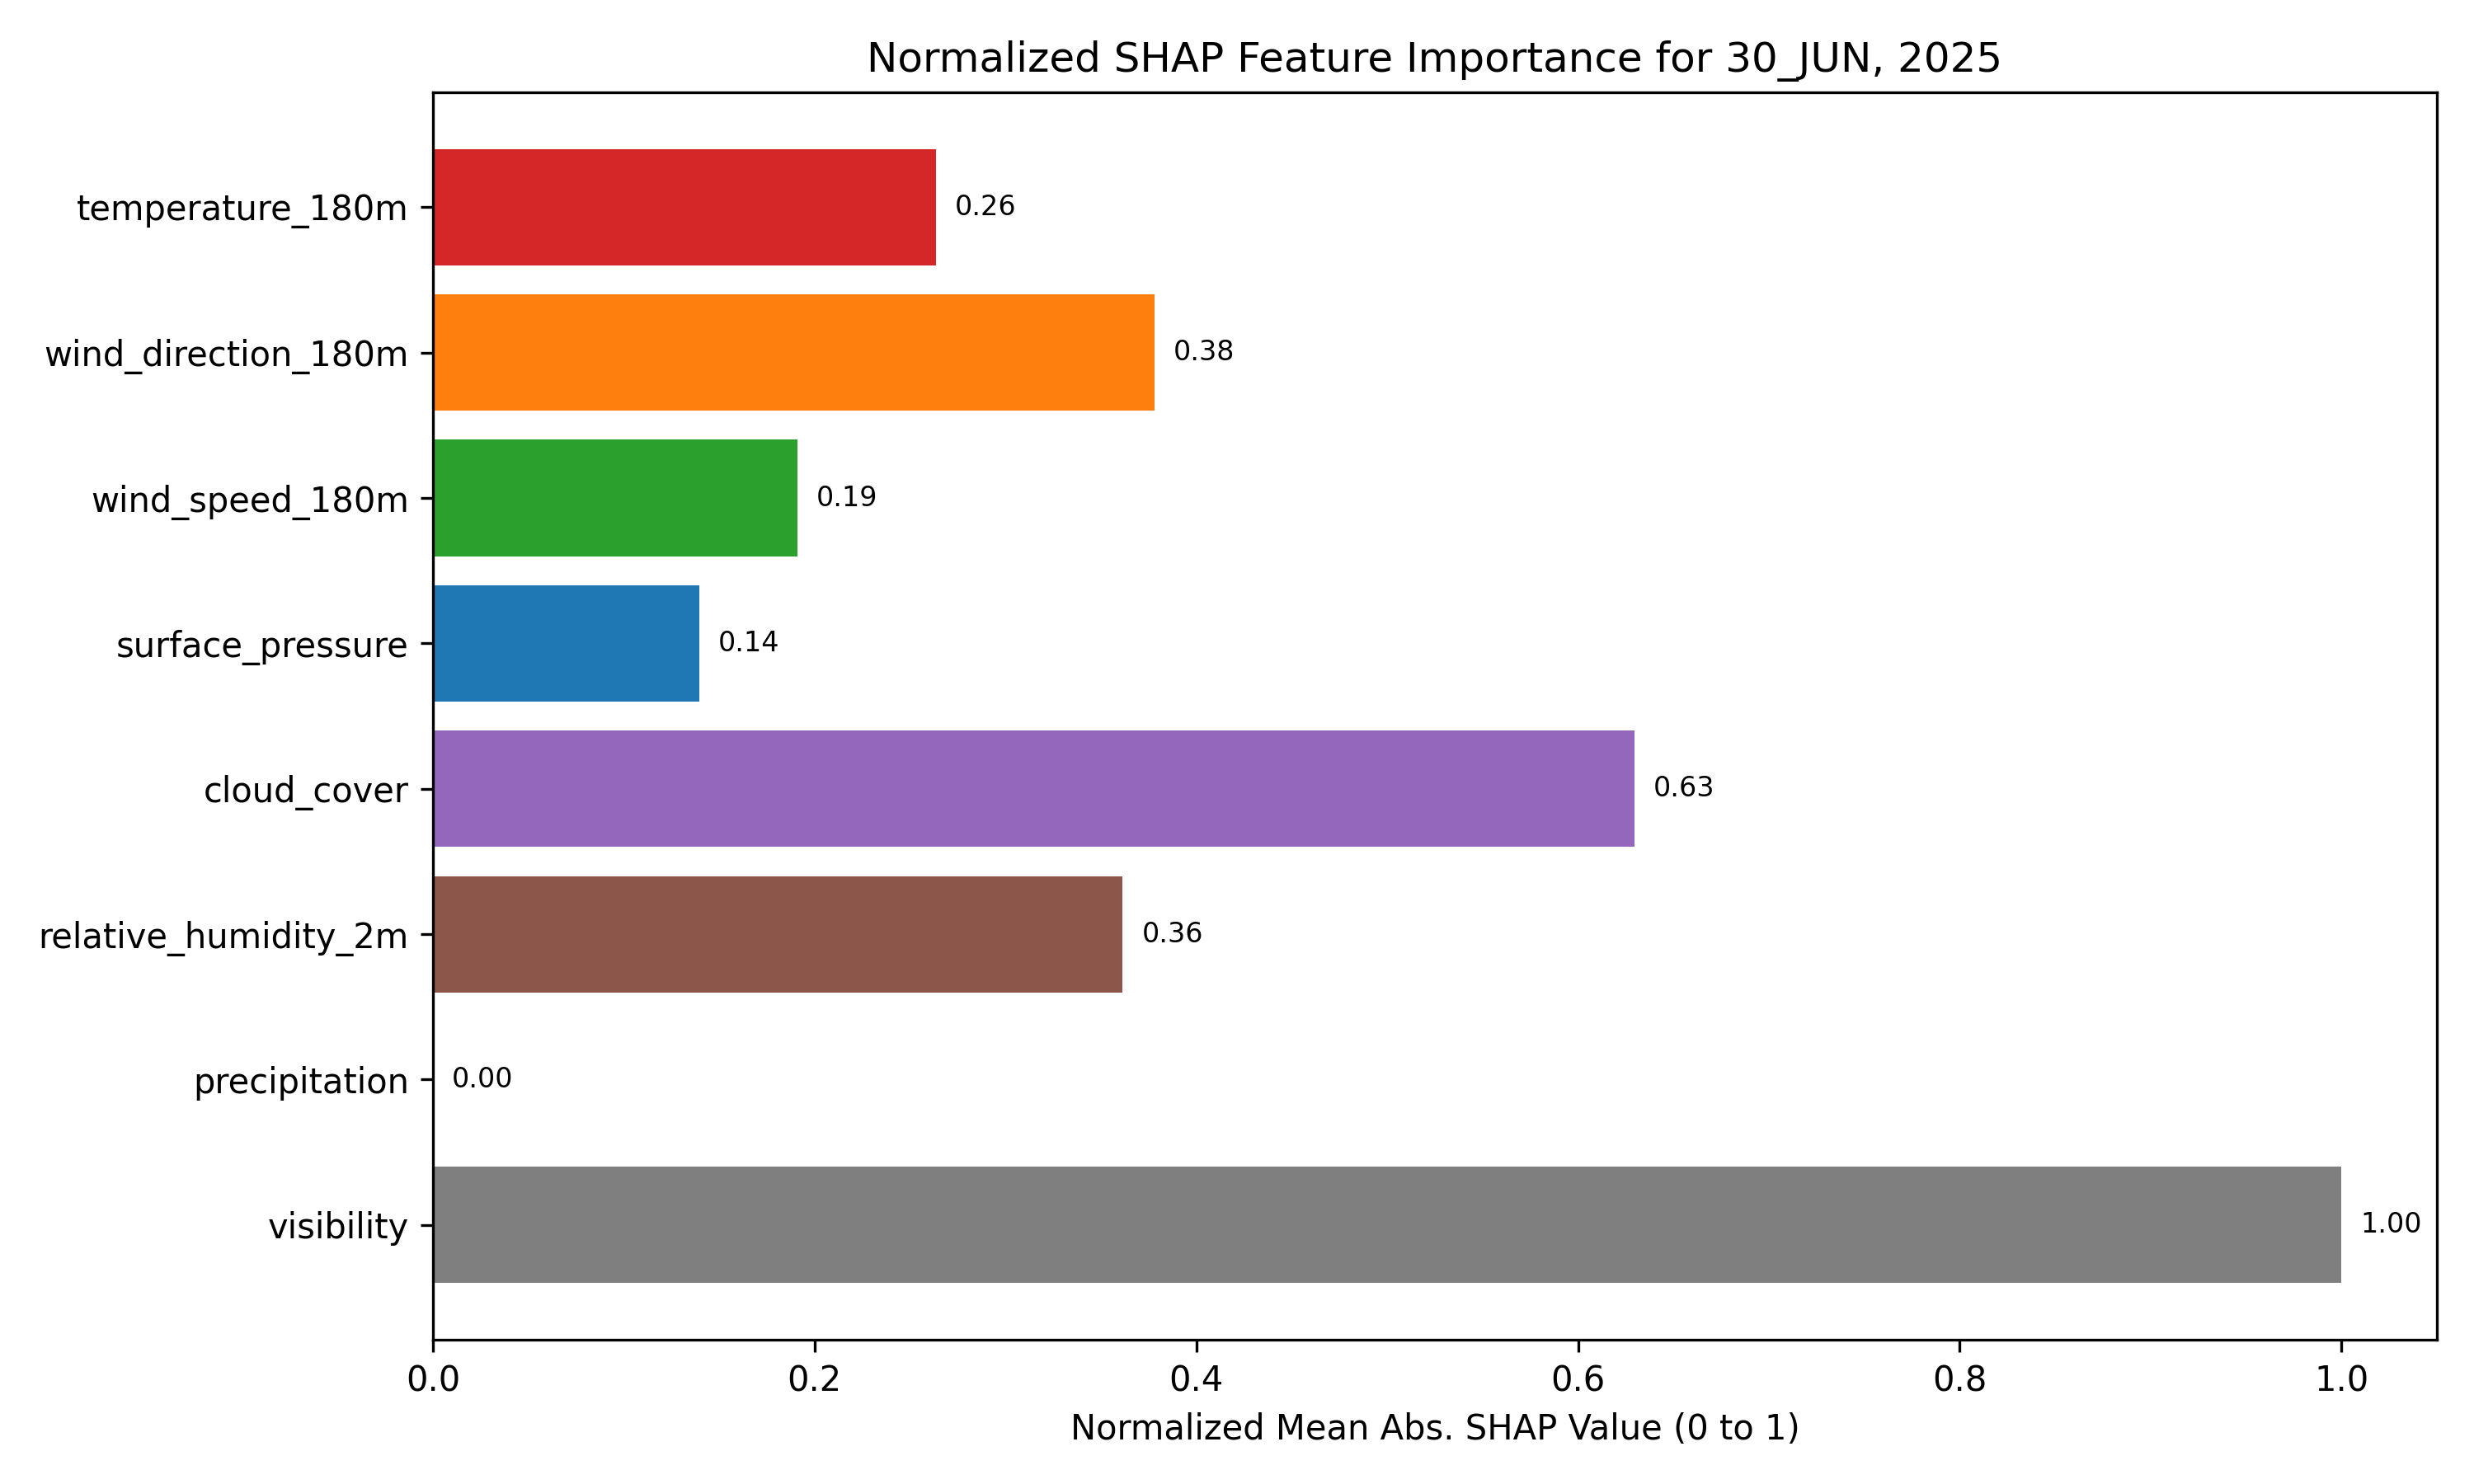 Normalized SHAP Feature Importance for 30_JUN, 2025
temperature_180m
0.26
wind_direction_180m
0.38
wind_speed_180m
0.19
surface_pressure
0.14
cloud_cover
0.63
relative_humidity_2m
0.36
precipitation
0.00
visibility
1.00
0.0 0.2 0.4 0.6 0.8 1.0
Normalized Mean Abs. SHAP Value (0 to 1)